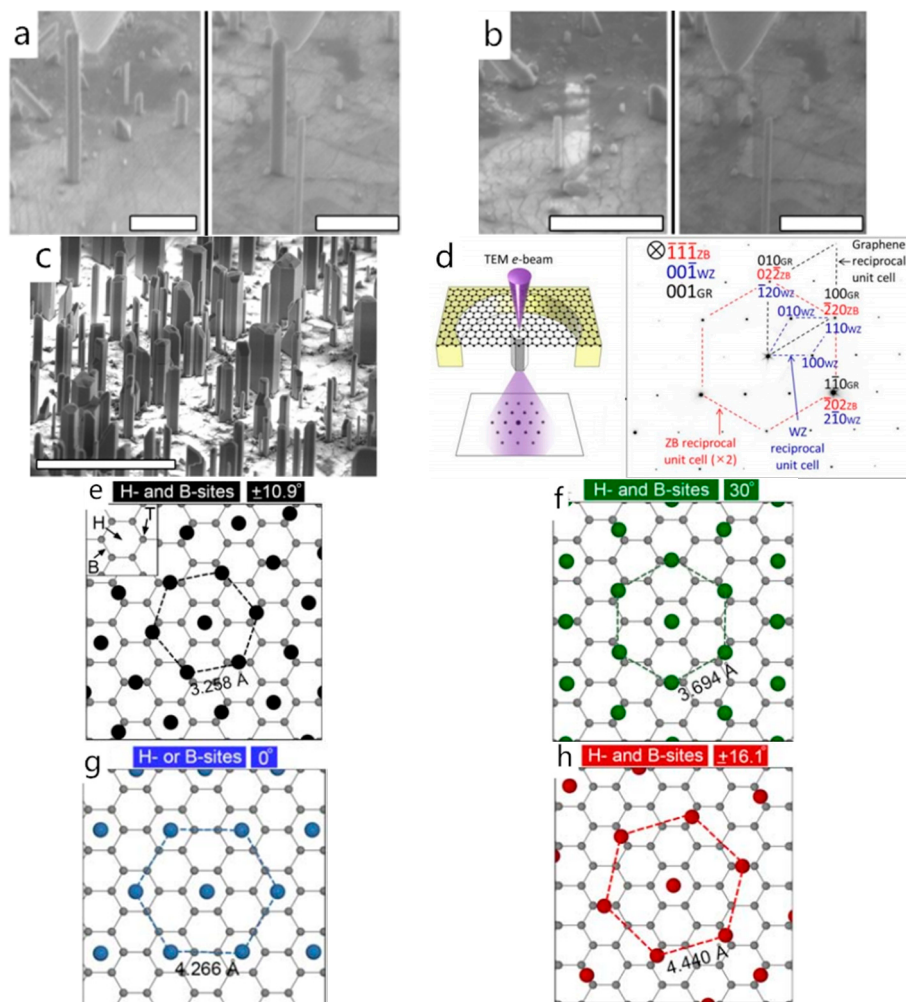 a
b
c
d
TEM e-beam
⊗ 1̄1̄1̄ZB
001̄WZ
001GR
Graphene
reciprocal
unit cell
010GR
022̄ZB
1̄20WZ
100GR
2̄20ZB
010WZ
110WZ
100WZ
11̄0GR
2̄02ZB
21̄0WZ
ZB reciprocal
unit cell (×2)
WZ
reciprocal
unit cell
e H- and B-sites ±10.9°
H T
B
3.258 Å
f H- and B-sites 30°
3.694 Å
g H- or B-sites 0°
4.266 Å
h H- and B-sites ±16.1°
4.440 Å